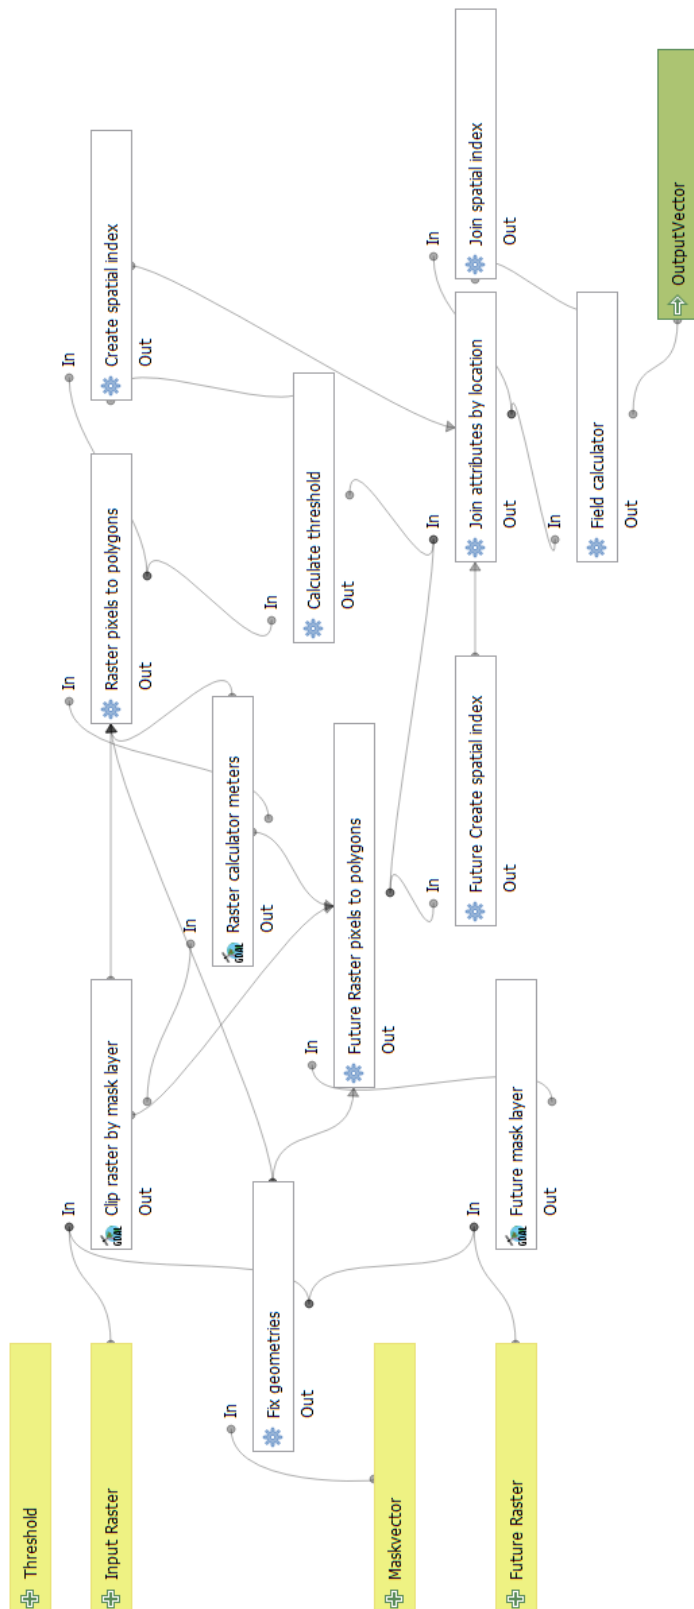 Threshold
Input Raster
Maskvector
Future Raster
In
Fix geometries
Out
In
GDAL Clip raster by mask layer
Out
In
GDAL Future mask layer
Out
In
GDAL Raster calculator meters
Out
In
Future Raster pixels to polygons
Out
In
Raster pixels to polygons
Out
In
Calculate threshold
Out
In
Future Create spatial index
Out
In
Create spatial index
Out
In
Join attributes by location
Out
In
Field calculator
Out
In
Join spatial index
Out
OutputVector